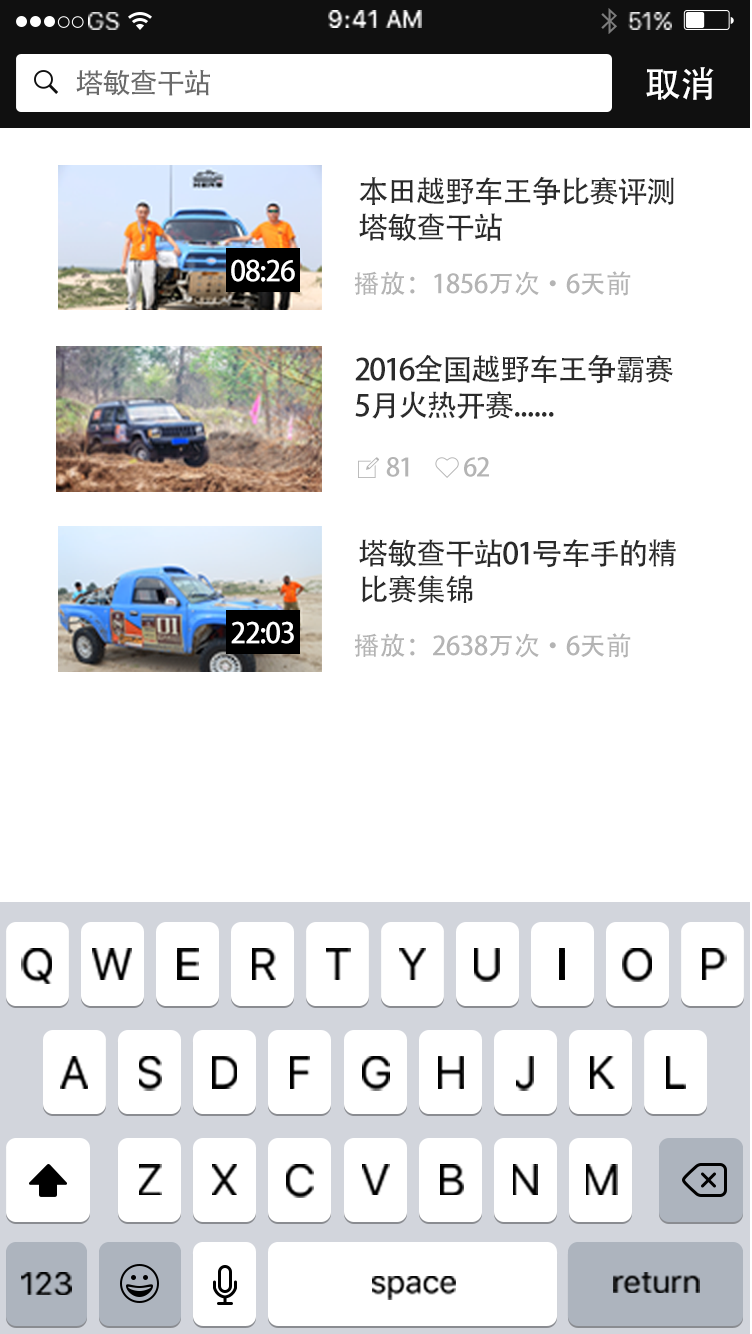 GS 9:41 AM 51%
塔敏查干站 取消
本田越野车王争比赛评测
塔敏查干站
08:26
播放：1856万次·6天前
2016全国越野车王争霸赛
5月火热开赛......
81 62
塔敏查干站01号车手的精
比赛集锦
01
22:03
播放：2638万次·6天前
Q W E R T Y U I O P
A S D F G H J K L
Z X C V B N M
123 space return